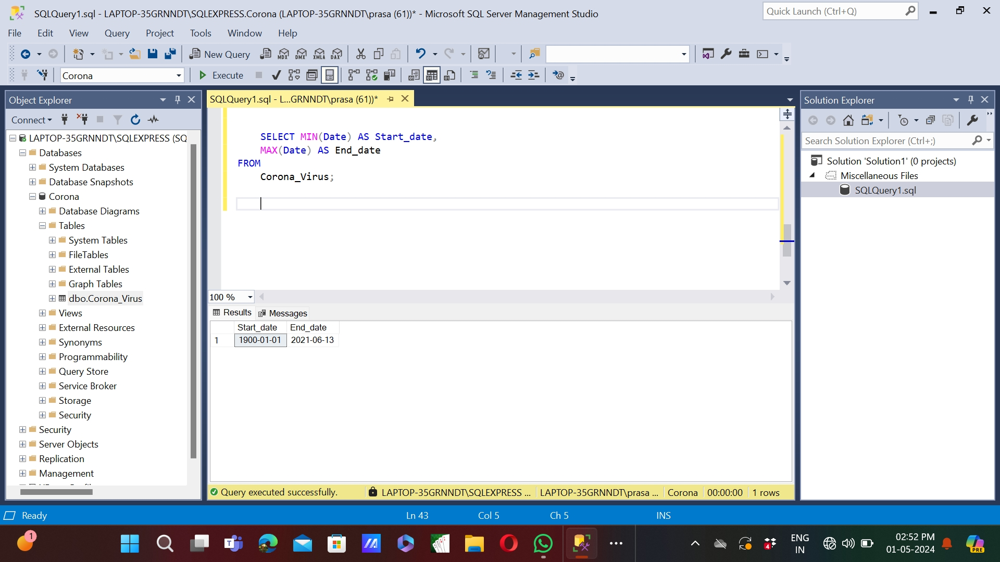 SQLQuery1.sql - LAPTOP-35GRNNDT\SQLEXPRESS.Corona (LAPTOP-35GRNNDT\prasa (61))* - Microsoft SQL Server Management Studio
Quick Launch (Ctrl+Q)
File Edit View Query Project Tools Window Help
New Query MDX DMX XMLA DAX
Corona Execute
Object Explorer
Connect
LAPTOP-35GRNNDT\SQLEXPRESS (SQ
Databases
System Databases
Database Snapshots
Corona
Database Diagrams
Tables
System Tables
FileTables
External Tables
Graph Tables
dbo.Corona_Virus
Views
External Resources
Synonyms
Programmability
Query Store
Service Broker
Storage
Security
Security
Server Objects
Replication
Management
SQLQuery1.sql - L...GRNNDT\prasa (61))*
SELECT MIN(Date) AS Start_date,
MAX(Date) AS End_date
FROM
Corona_Virus;
100 %
Results Messages
Start_date End_date
1 1900-01-01 2021-06-13
Query executed successfully. LAPTOP-35GRNNDT\SQLEXPRESS ... LAPTOP-35GRNNDT\prasa ... Corona 00:00:00 1 rows
Solution Explorer
Search Solution Explorer (Ctrl+;)
Solution 'Solution1' (0 projects)
Miscellaneous Files
SQLQuery1.sql
Ready Ln 43 Col 5 Ch 5 INS
1
4
ENG
IN
02:52 PM
01-05-2024
PRE